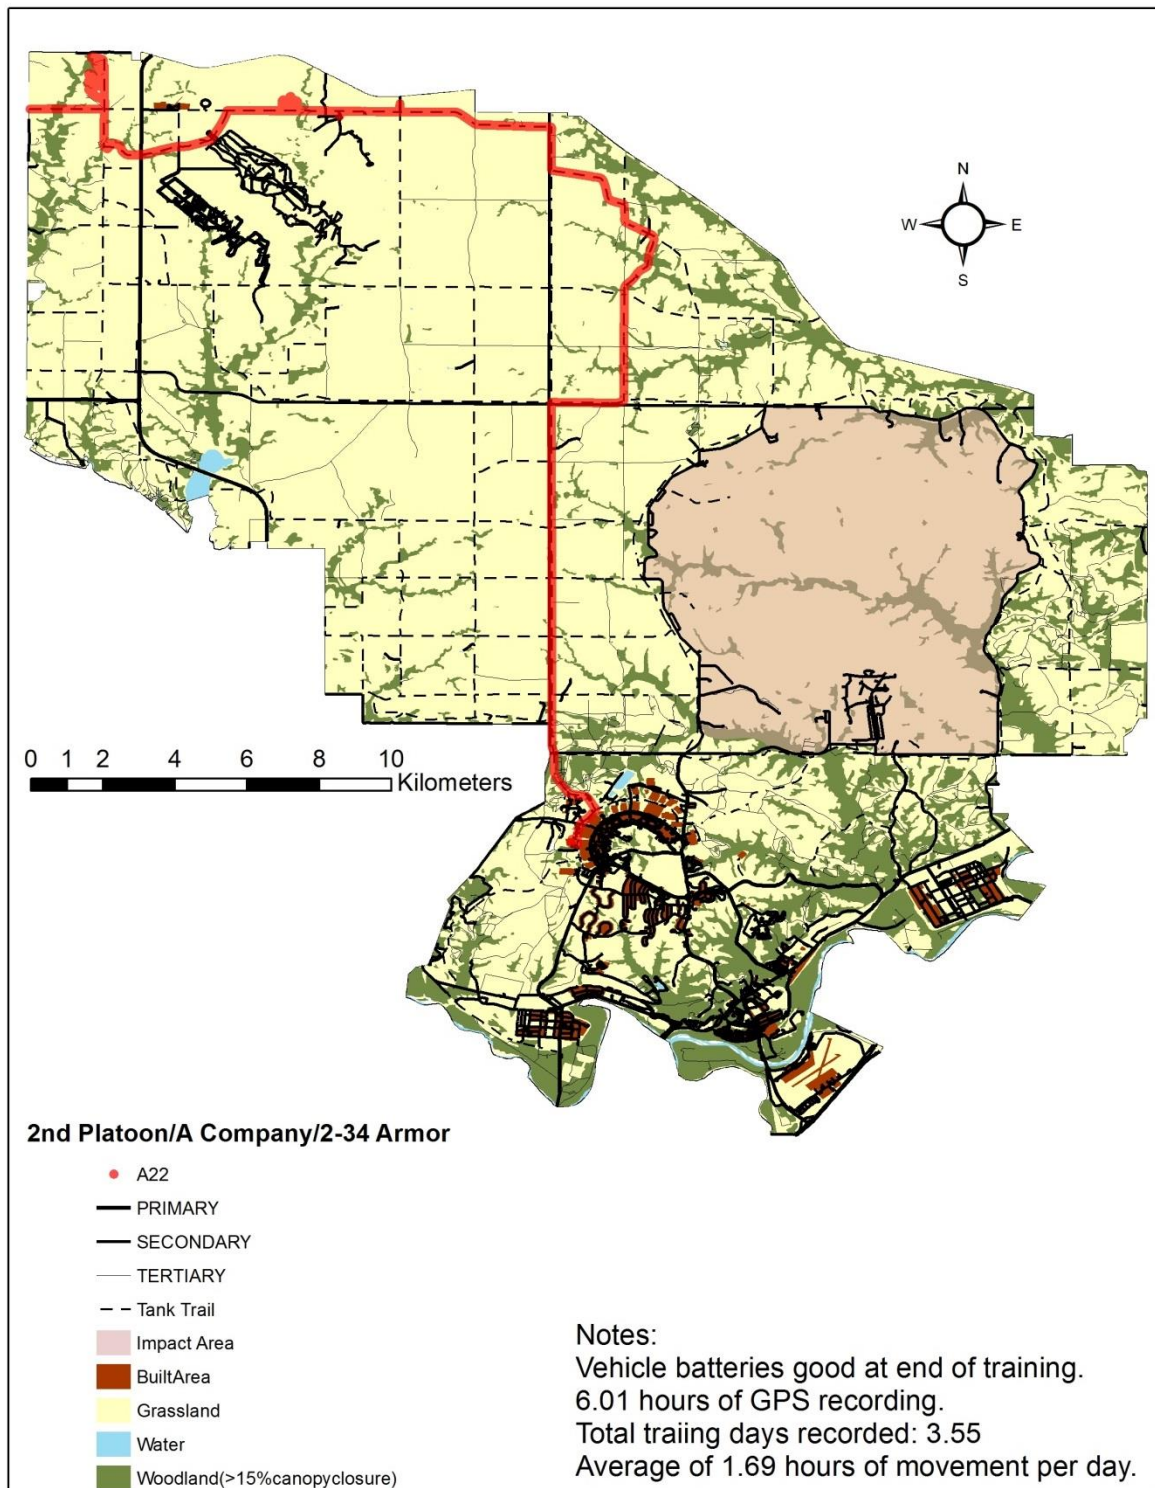 N
W E
S
0 1 2 4 6 8 10
Kilometers
2nd Platoon/A Company/2-34 Armor
A22
PRIMARY
SECONDARY
TERTIARY
Tank Trail
Impact Area
BuiltArea
Grassland
Water
Woodland(>15%canopyclosure)
Notes:
Vehicle batteries good at end of training.
6.01 hours of GPS recording.
Total traiing days recorded: 3.55
Average of 1.69 hours of movement per day.